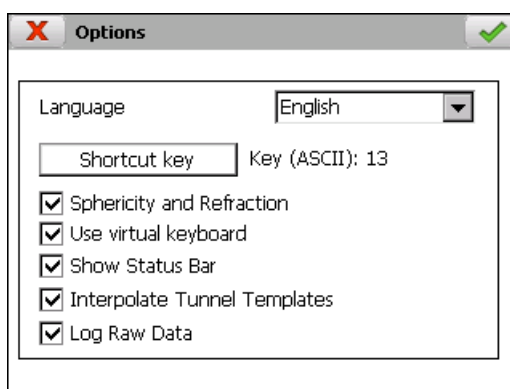 Options
Language English
Shortcut key Key (ASCII): 13
Sphericity and Refraction
Use virtual keyboard
Show Status Bar
Interpolate Tunnel Templates
Log Raw Data